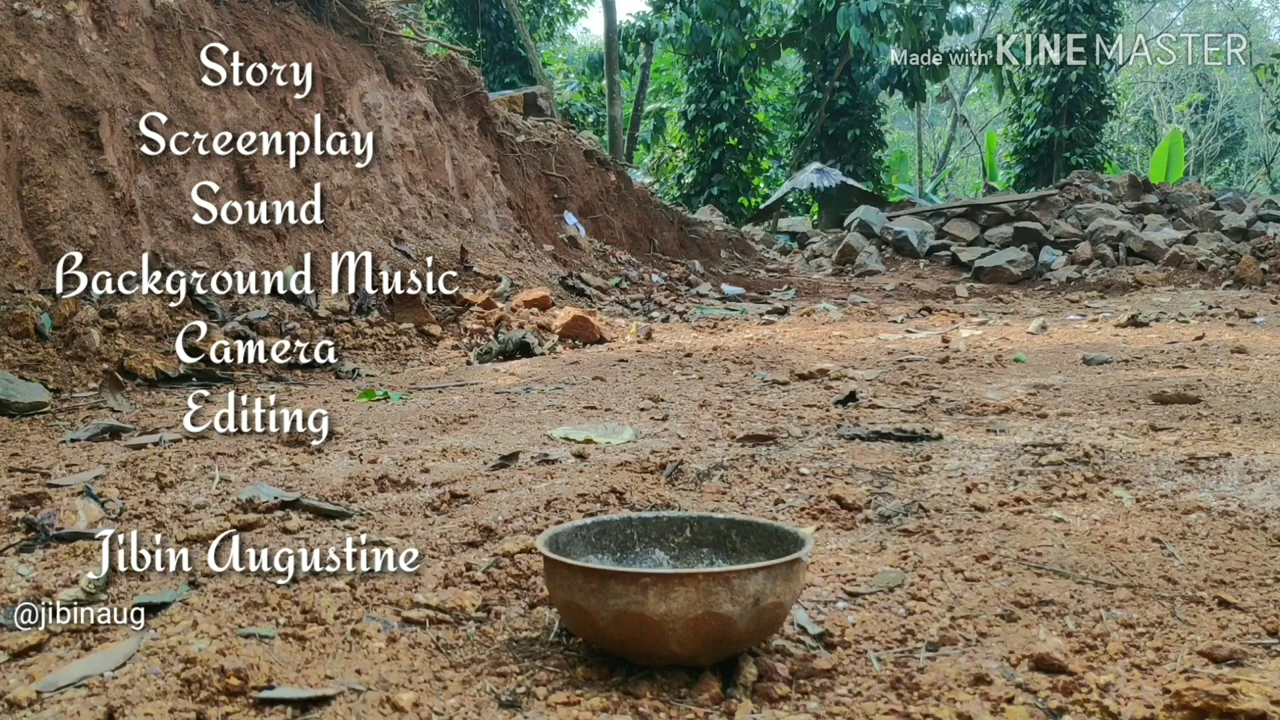 Story
Made with KINEMASTER
Screenplay
Sound
Background Music
Camera
Editing
Jibin Augustine
@jibinaug